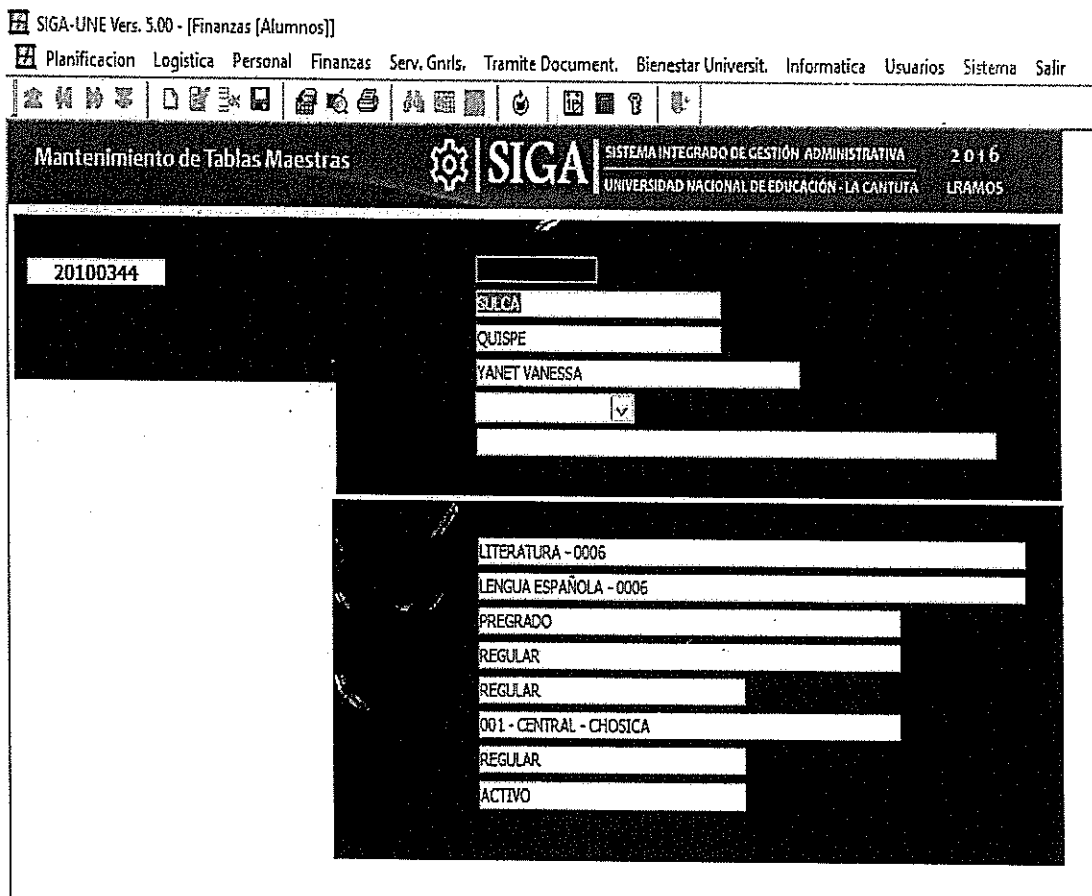 SIGA-UNE Vers. 5.00 - [Finanzas [Alumnos]]
Planificacion Logistica Personal Finanzas Serv. Gnrls. Tramite Document. Bienestar Universit. Informatica Usuarios Sistema Salir
Mantenimiento de Tablas Maestras
SIGA
SISTEMA INTEGRADO DE GESTIÓN ADMINISTRATIVA
UNIVERSIDAD NACIONAL DE EDUCACIÓN - LA CANTUTA
2016
LRAMOS
20100344
SULCA
QUISPE
YANET VANESSA
LITERATURA - 0006
LENGUA ESPAÑOLA - 0006
PREGRADO
REGULAR
REGULAR
001 - CENTRAL - CHOSICA
REGULAR
ACTIVO